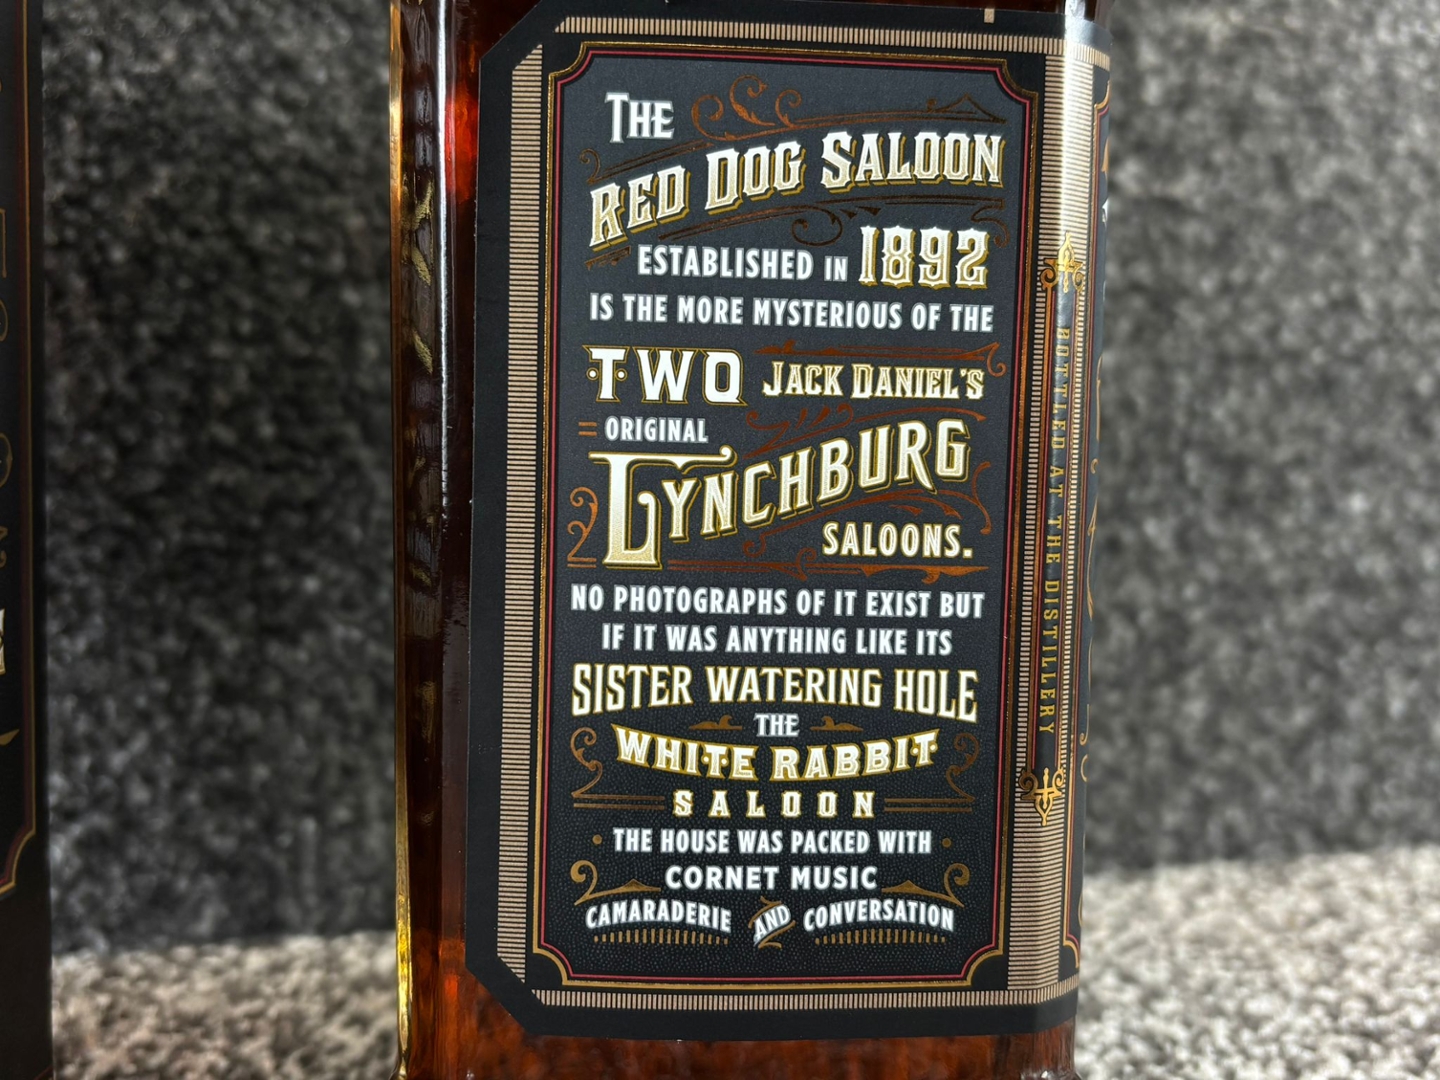 THE
RED DOG SALOON
ESTABLISHED IN 1892
IS THE MORE MYSTERIOUS OF THE
TWO JACK DANIEL'S
ORIGINAL
LYNCHBURG
SALOONS.
NO PHOTOGRAPHS OF IT EXIST BUT
IF IT WAS ANYTHING LIKE ITS
SISTER WATERING HOLE
THE
WHITE RABBIT
SALOON
THE HOUSE WAS PACKED WITH
CORNET MUSIC
CAMARADERIE AND CONVERSATION
BOTTLED AT THE DISTILLERY